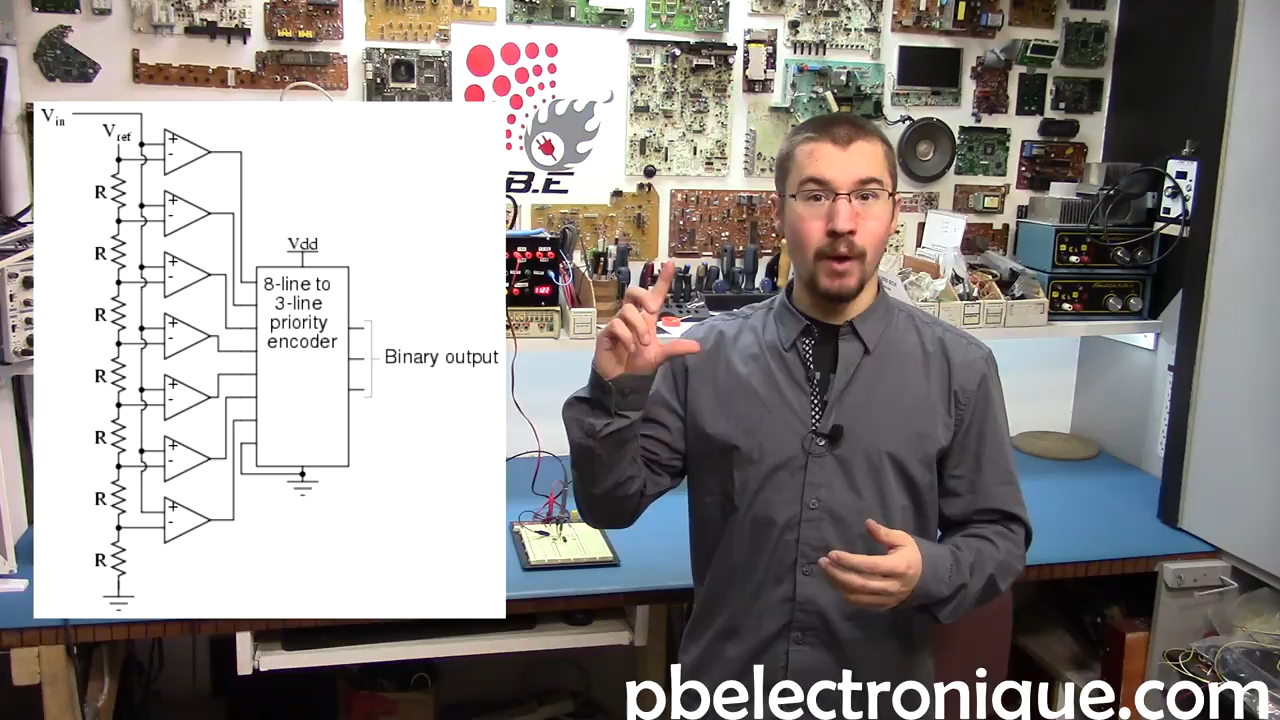 Vin
Vref
R
R
R
R
R
R
R
+
-
+
-
+
-
+
-
+
-
+
-
+
-
Vdd
8-line to
3-line
priority
encoder
Binary output
B.E
pbelectronique.com